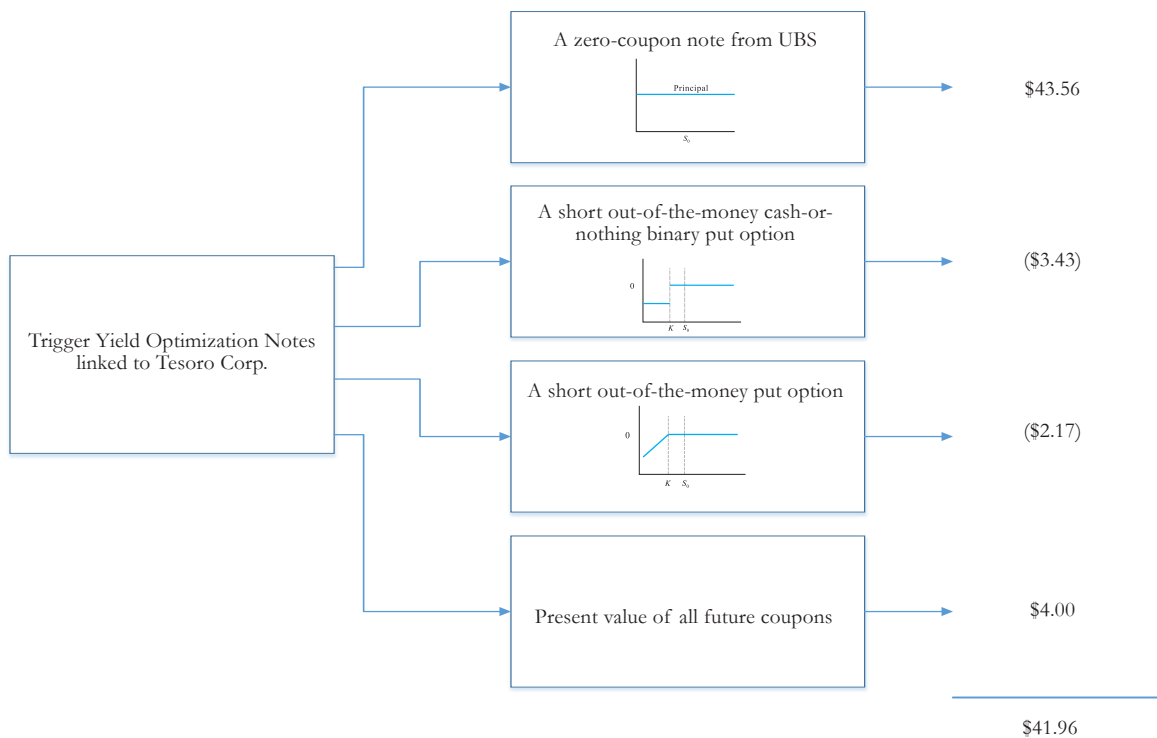 A zero-coupon note from UBS
Principal
S0
$43.56
A short out-of-the-money cash-or-
nothing binary put option
0
K S0
($3.43)
Trigger Yield Optimization Notes
linked to Tesoro Corp.
A short out-of-the-money put option
0
K S0
($2.17)
Present value of all future coupons
$4.00
$41.96